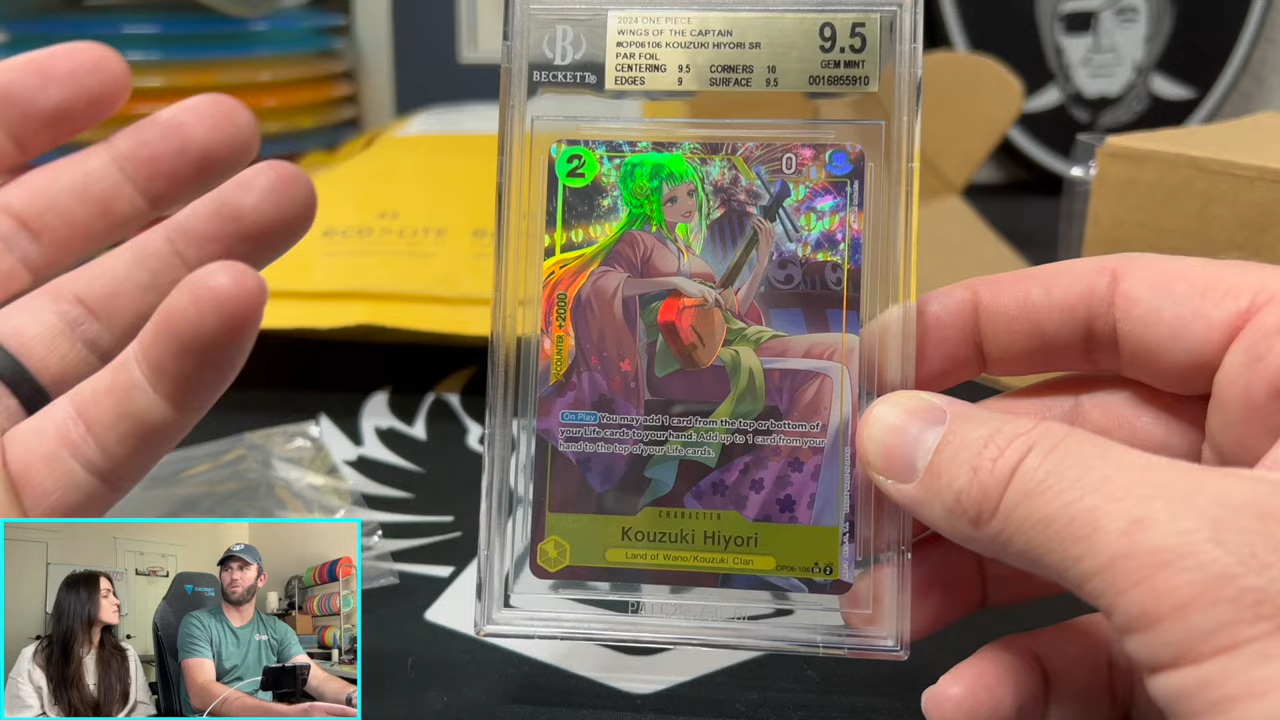 2024 ONE PIECE
WINGS OF THE CAPTAIN
#OP06106 KOUZUKI HIYORI SR
PAR FOIL
CENTERING 9.5 CORNERS 10
EDGES 9 SURFACE 9.5
9.5
GEM MINT
0016855910
B
BECKETT®
2
0
COUNTER +2000
On Play You may add 1 card from the top or bottom of
your Life cards to your hand: Add up to 1 card from your
hand to the top of your Life cards.
CHARACTER
Kouzuki Hiyori
Land of Wano/Kouzuki Clan
OP06-106 SR 2
eco-LITE